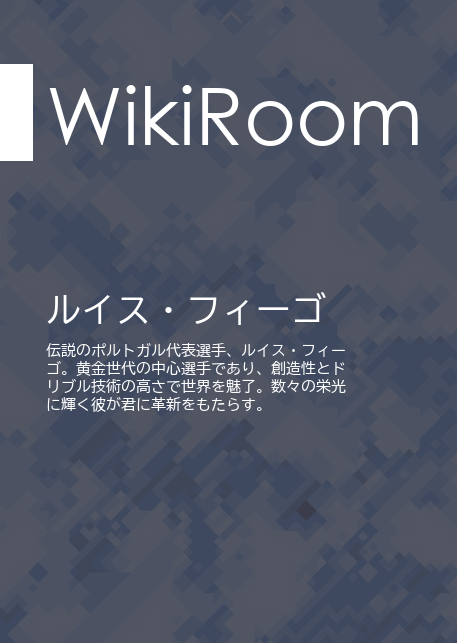 WikiRoom
ルイス・フィーゴ
伝説のポルトガル代表選手、ルイス・フィー
ゴ。黄金世代の中心選手であり、創造性とド
リブル技術の高さで世界を魅了。数々の栄光
に輝く彼が君に革新をもたらす。